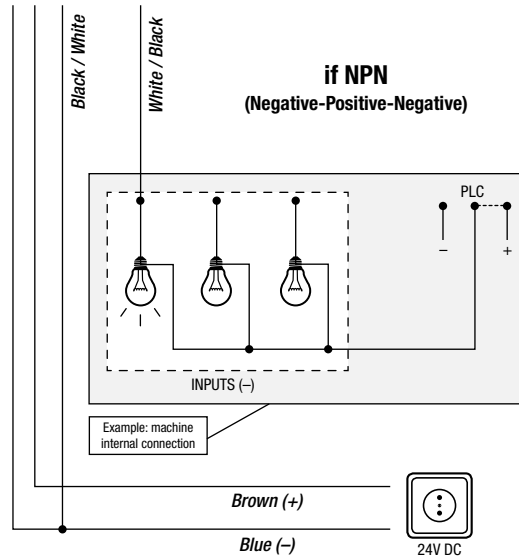 Black / White
White / Black
if NPN
(Negative-Positive-Negative)
PLC
– +
INPUTS (–)
Example: machine
internal connection
Brown (+)
Blue (–)
24V DC